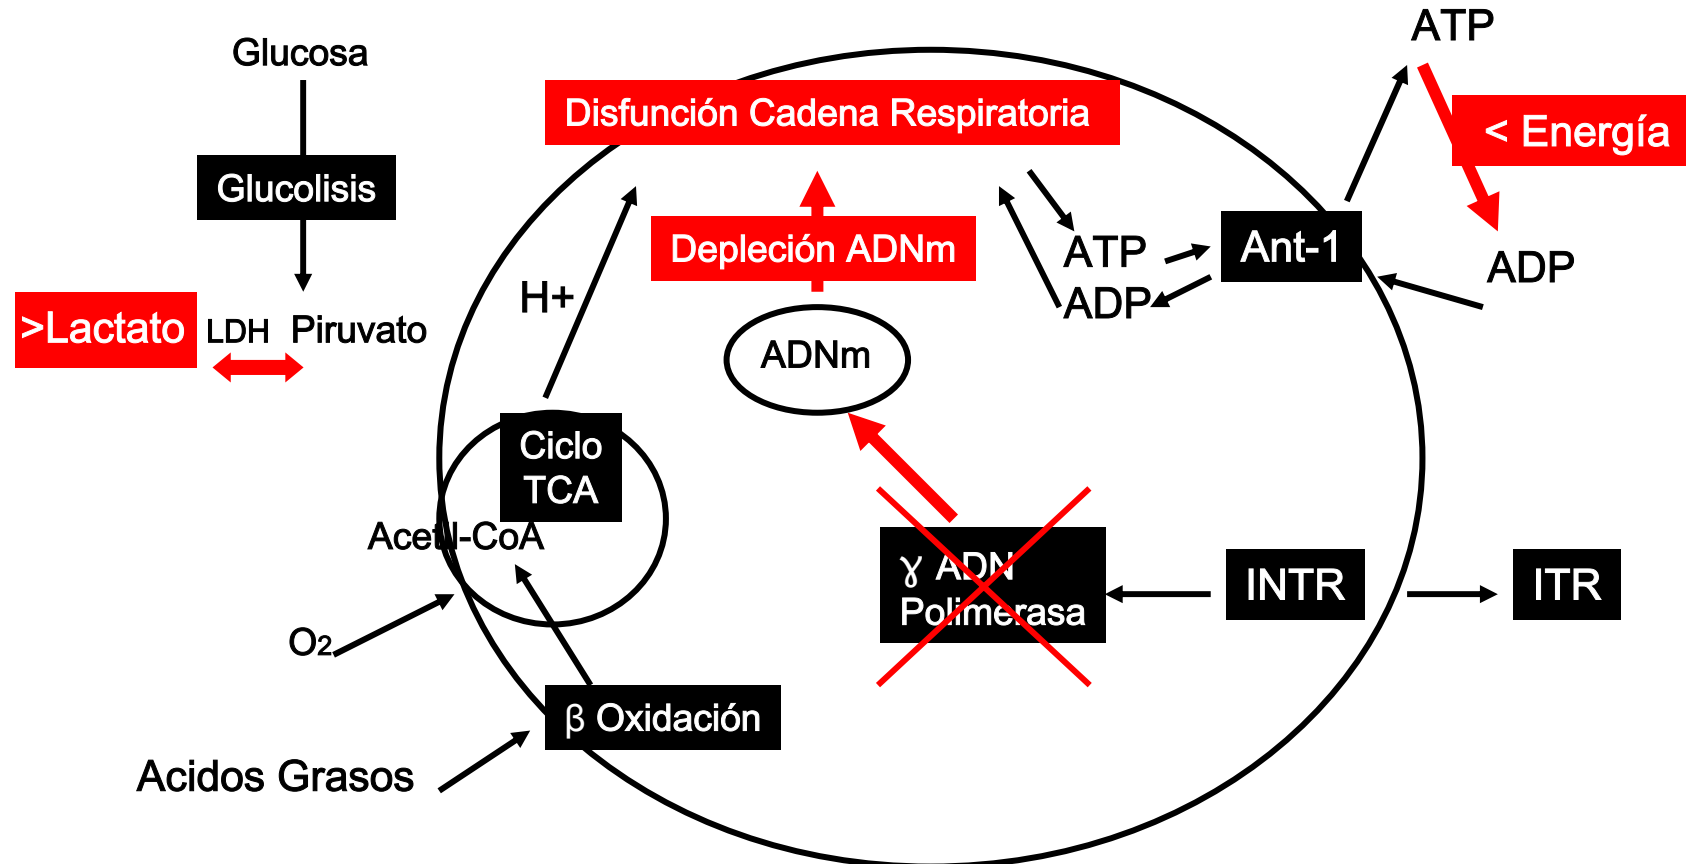 ATP
Glucosa
Disfunción Cadena Respiratoria
< Energía
Glucolisis
Depleción ADNm
ATP
Ant-1
ADP
H+
ADP
>Lactato
LDH
Piruvato
ADNm
Ciclo
TCA
Acetil-CoA
γ ADN
Polimerasa
INTR
ITR
O2
β Oxidación
Acidos Grasos